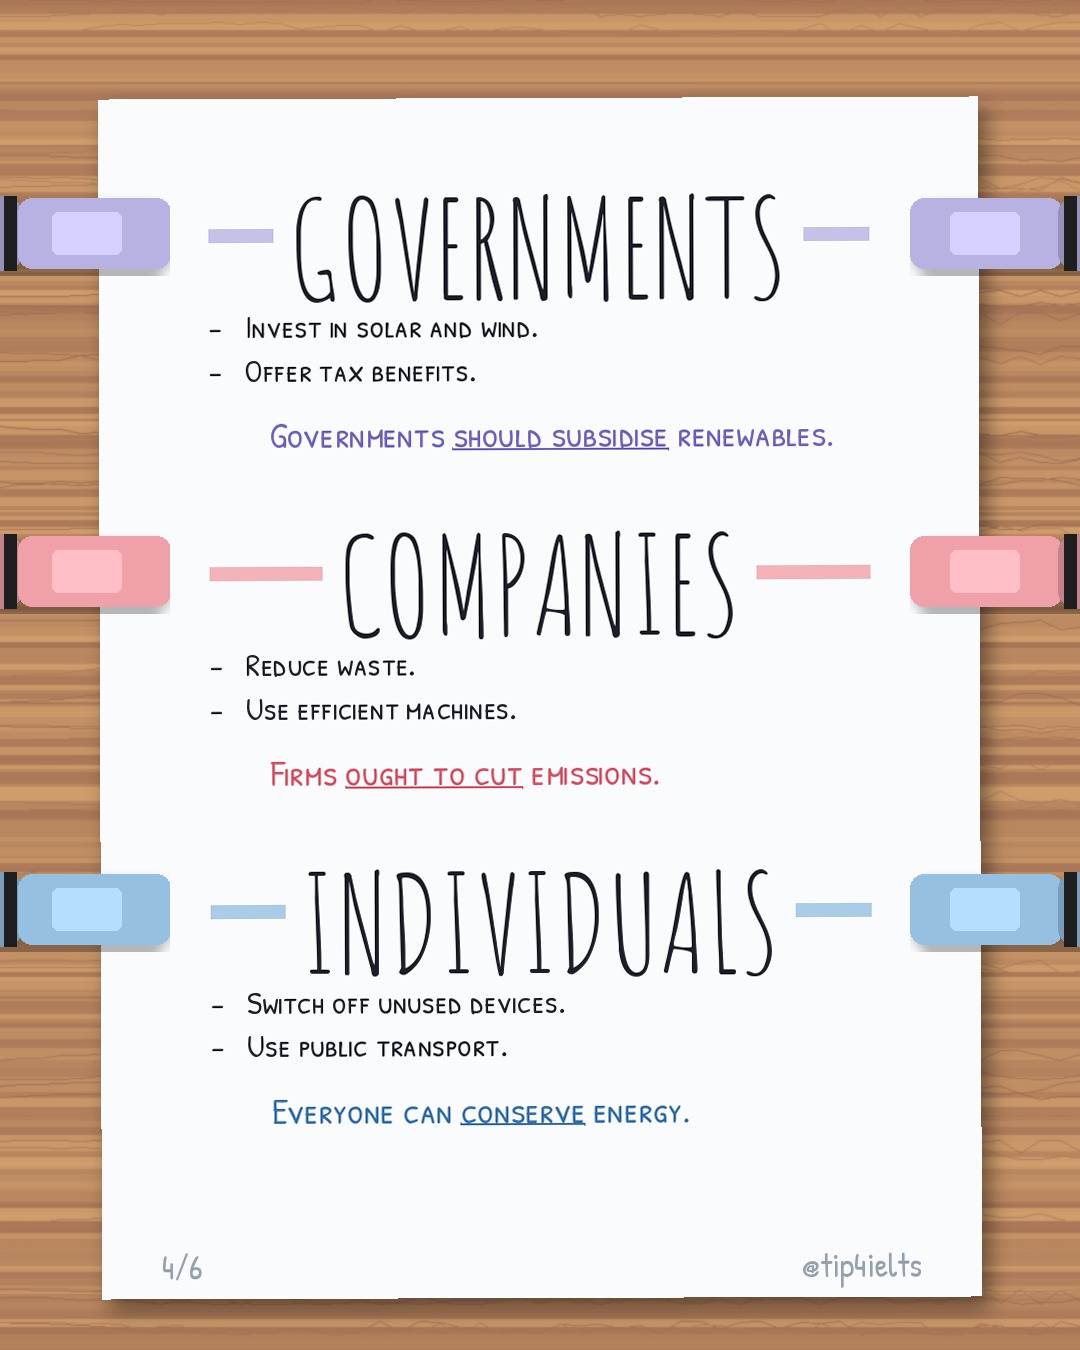 GOVERNMENTS
- Invest in solar and wind.
- Offer tax benefits.
Governments should subsidise renewables.
COMPANIES
- Reduce waste.
- Use efficient machines.
Firms ought to cut emissions.
INDIVIDUALS
- Switch off unused devices.
- Use public transport.
Everyone can conserve energy.
4/6
@tip4ielts